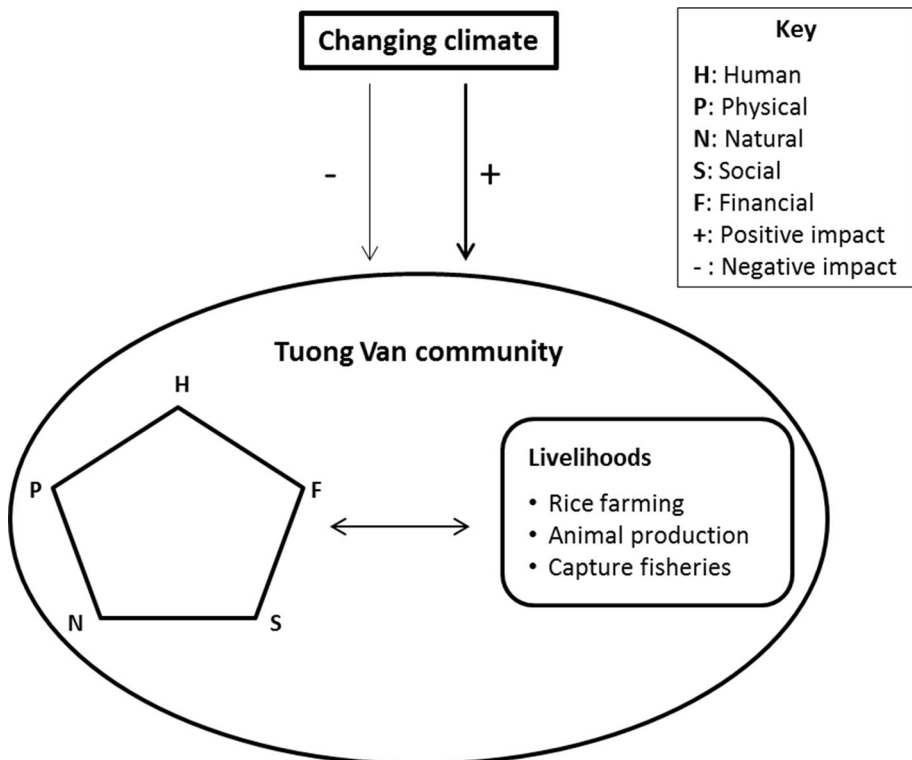 Changing climate
Key
H: Human
P: Physical
N: Natural
S: Social
F: Financial
+: Positive impact
- : Negative impact
-
+
Tuong Van community
H
P
F
N
S
Livelihoods
• Rice farming
• Animal production
• Capture fisheries